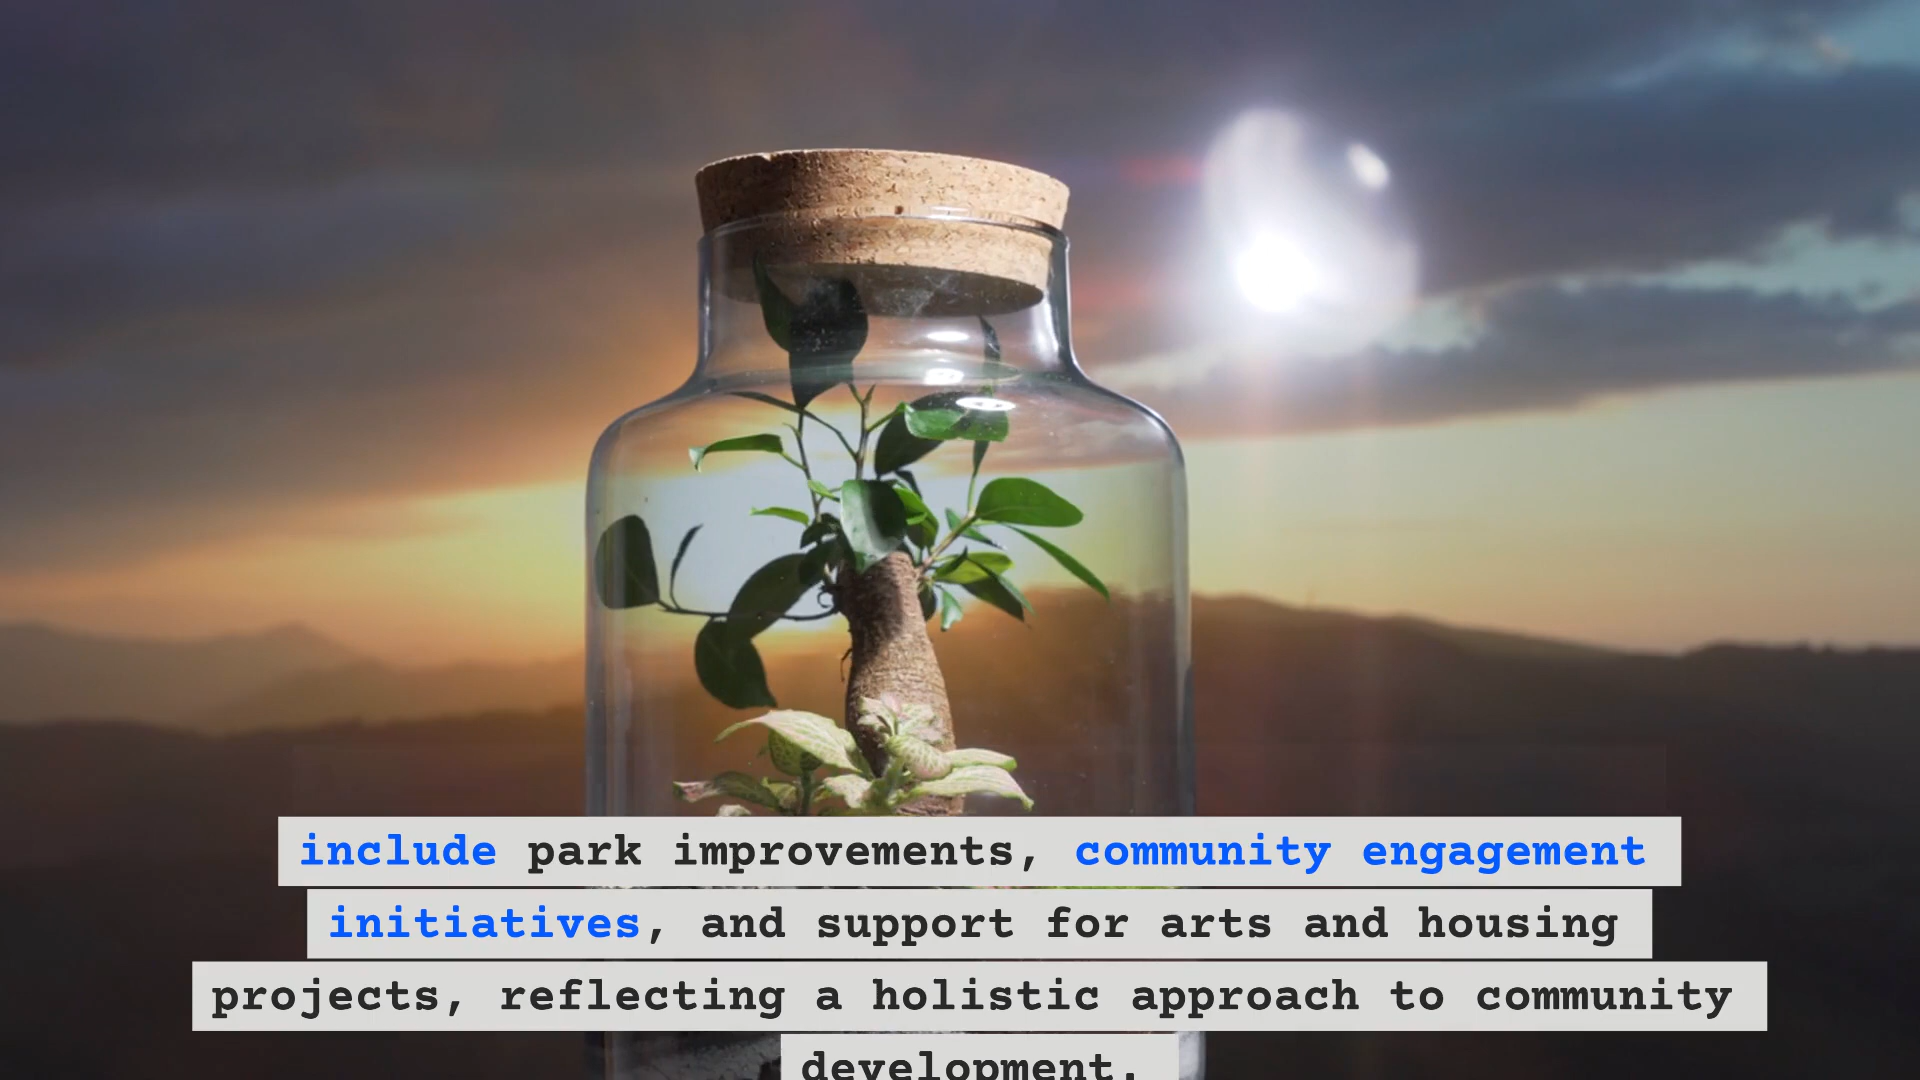 include park improvements, community engagement
initiatives, and support for arts and housing
projects, reflecting a holistic approach to community
development.